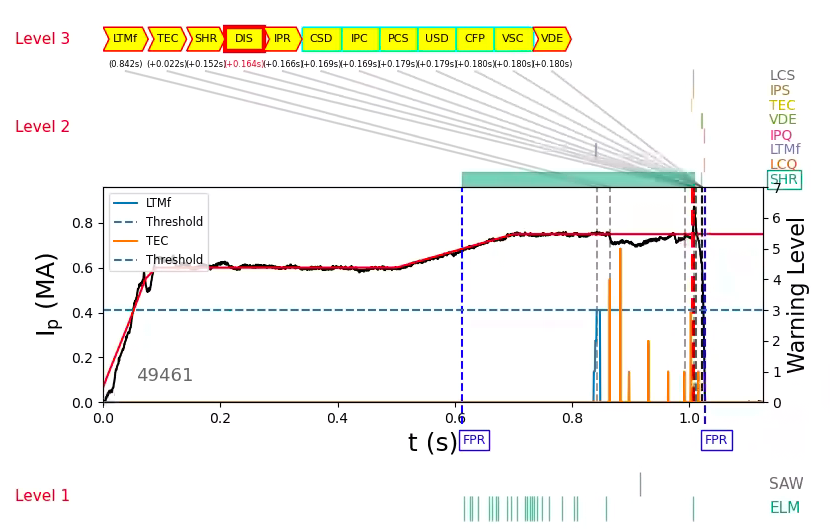 Level 3
LTMf TEC SHR DIS IPR CSD IPC PCS USD CFP VSC VDE
(0.842s) (+0.022s) (+0.152s) (+0.164s) (+0.166s) (+0.169s) (+0.169s) (+0.179s) (+0.179s) (+0.180s) (+0.180s) (+0.180s)
Level 2
LCS
IPS
TEC
VDE
IPQ
LTMf
LCQ
SHR
LTMf
Threshold
TEC
Threshold
0.8
0.6
0.4
0.2
0.0
Ip (MA)
7
6
5
4
3
2
1
0
Warning Level
49461
0.0 0.2 0.4 0.6 0.8 1.0
t (s)
FPR FPR
Level 1
SAW
ELM